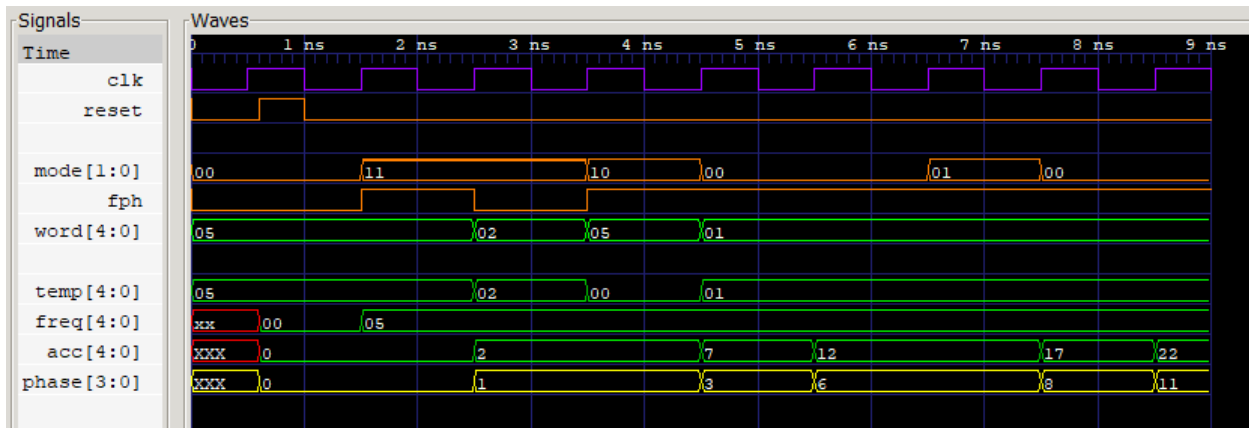 Signals Waves
Time 0 1 ns 2 ns 3 ns 4 ns 5 ns 6 ns 7 ns 8 ns 9 ns
clk
reset
mode[1:0] 00 11 10 00 01 00
fph
word[4:0] 05 02 05 01
temp[4:0] 05 02 00 01
freq[4:0] xx 00 05
acc[4:0] XXX 0 2 7 12 17 22
phase[3:0] XXX 0 1 3 6 8 11